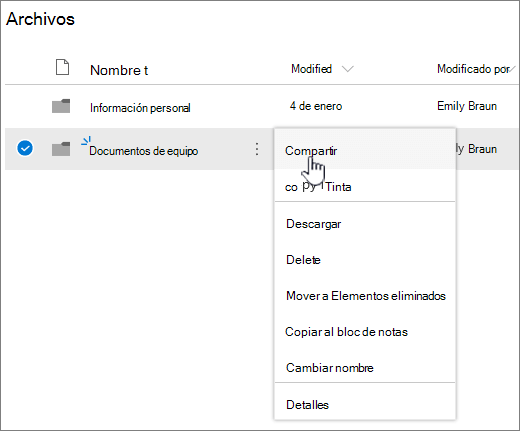 Archivos
Nombre t Modified Modificado por
Información personal 4 de enero Emily Braun
Documentos de equipo Compartir ly Braun
co py Tinta
Descargar
Delete
Mover a Elementos eliminados
Copiar al bloc de notas
Cambiar nombre
Detalles